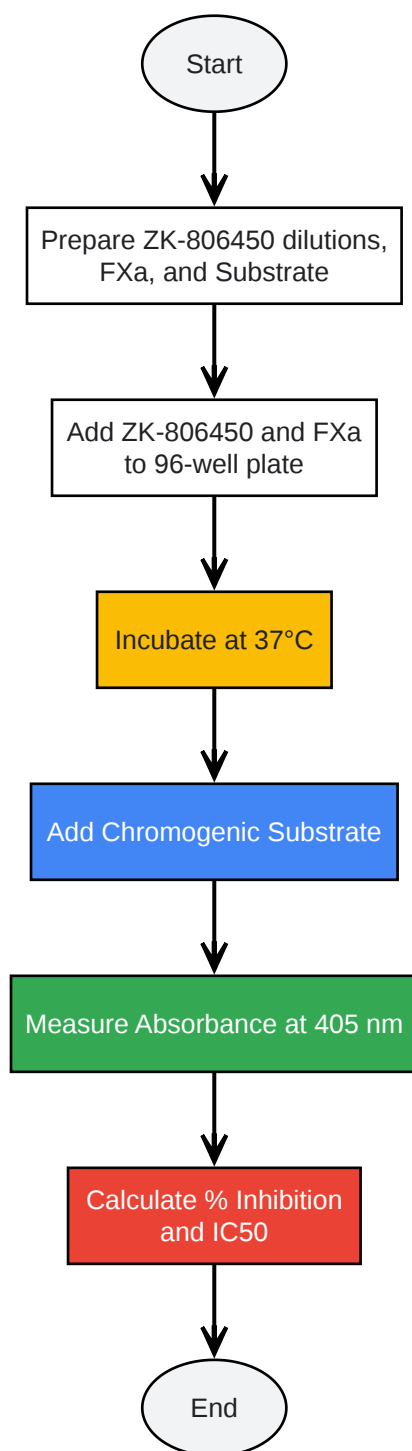 Start
Prepare ZK-806450 dilutions,
FXa, and Substrate
Add ZK-806450 and FXa
to 96-well plate
Incubate at 37°C
Add Chromogenic Substrate
Measure Absorbance at 405 nm
Calculate % Inhibition
and IC50
End